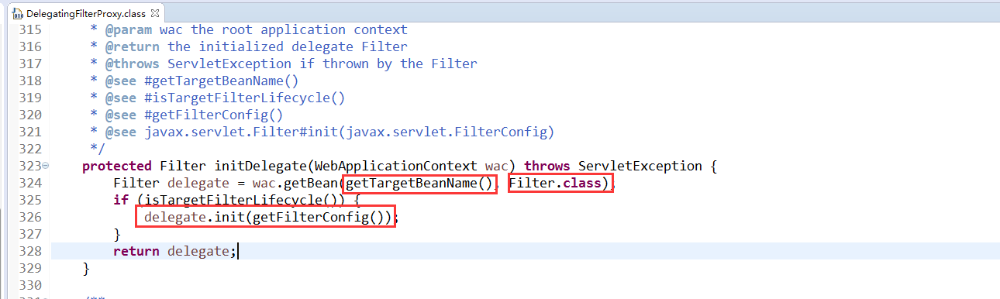 DelegatingFilterProxy.class
315 * @param wac the root application context
316 * @return the initialized delegate Filter
317 * @throws ServletException if thrown by the Filter
318 * @see #getTargetBeanName()
319 * @see #isTargetFilterLifecycle()
320 * @see #getFilterConfig()
321 * @see javax.servlet.Filter#init(javax.servlet.FilterConfig)
322 */
323 protected Filter initDelegate(WebApplicationContext wac) throws ServletException {
324 Filter delegate = wac.getBean(getTargetBeanName(), Filter.class);
325 if (isTargetFilterLifecycle()) {
326 delegate.init(getFilterConfig());
327 }
328 return delegate;
329 }
330
/**